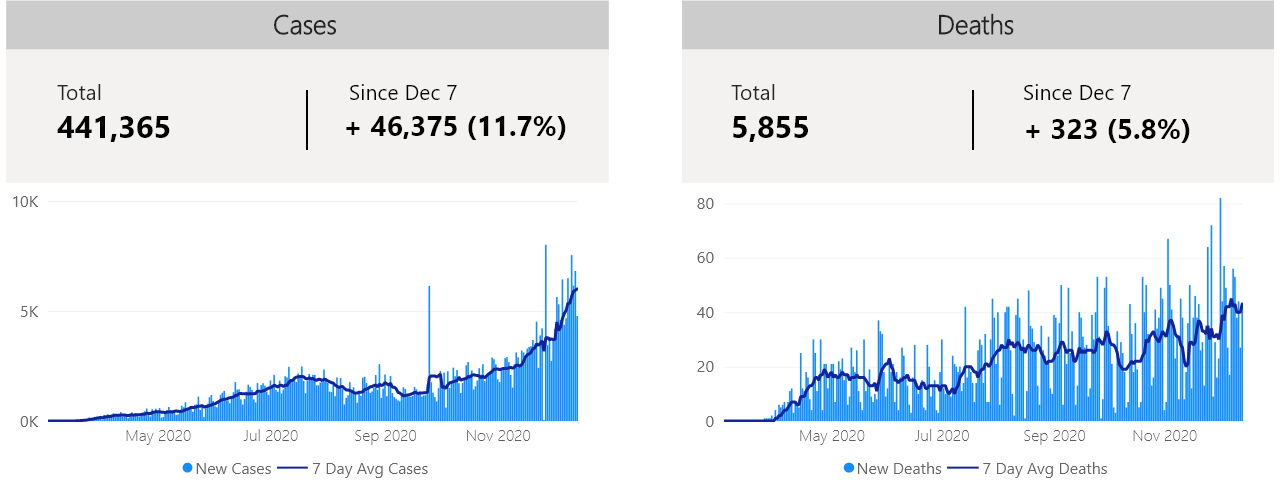 Cases
Total
441,365
Since Dec 7
+ 46,375 (11.7%)
10K
5K
0K
May 2020
Jul 2020
Sep 2020
Nov 2020
New Cases
7 Day Avg Cases
Deaths
Total
5,855
Since Dec 7
+ 323 (5.8%)
80
60
40
20
0
May 2020
Jul 2020
Sep 2020
Nov 2020
New Deaths
7 Day Avg Deaths